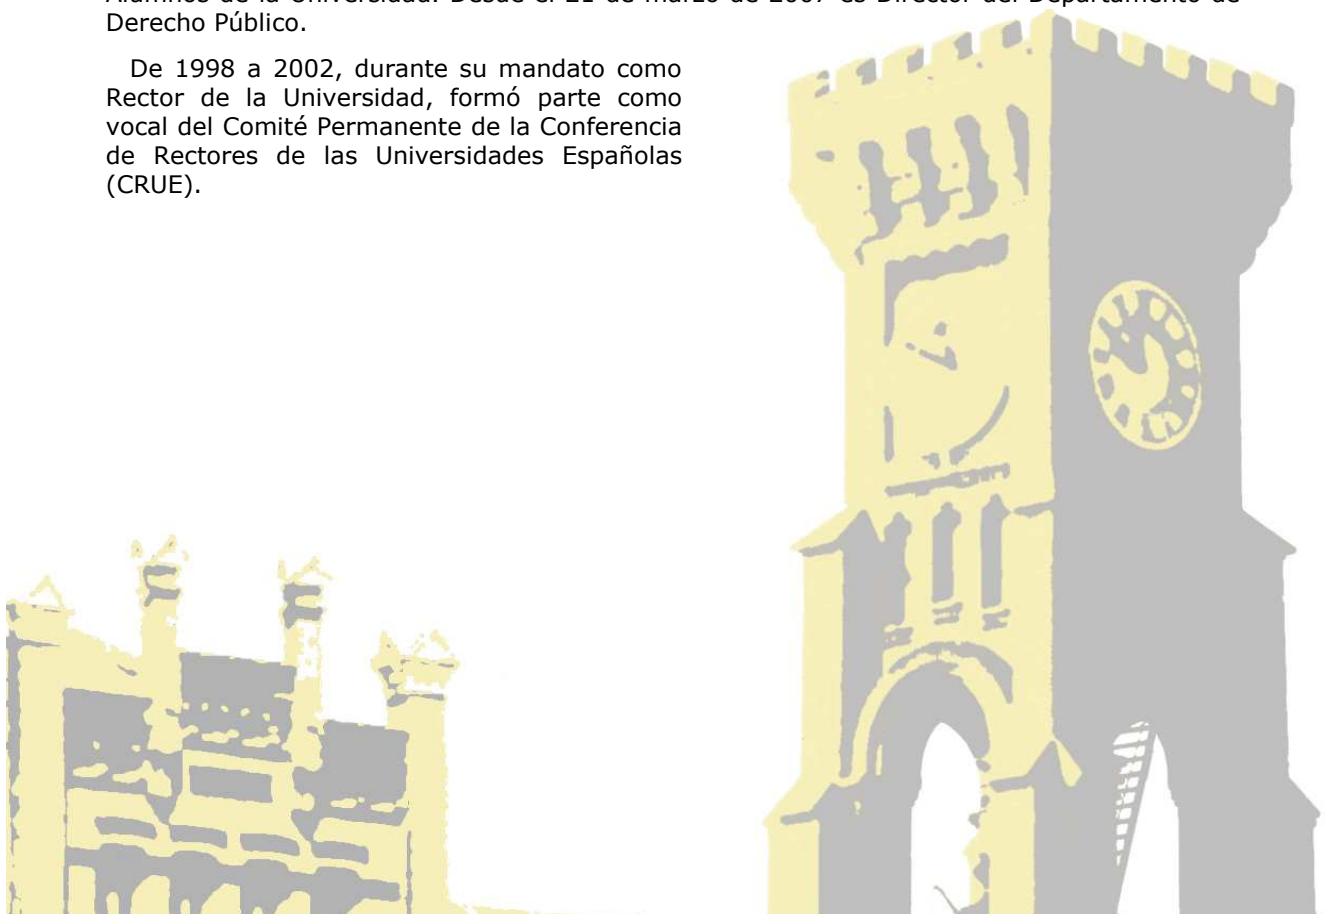 Alumnos de la Universidad. Desde el 21 de marzo de 2007 es Director del Departamento de
Derecho Público.
De 1998 a 2002, durante su mandato como
Rector de la Universidad, formó parte como
vocal del Comité Permanente de la Conferencia
de Rectores de las Universidades Españolas
(CRUE).